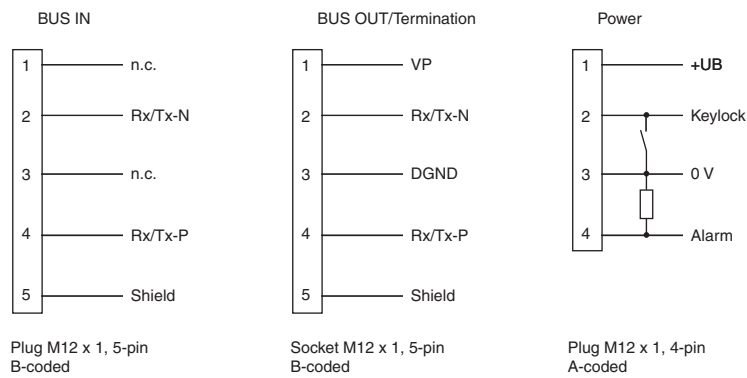 BUS IN
1 n.c.
2 Rx/Tx-N
3 n.c.
4 Rx/Tx-P
5 Shield
Plug M12 x 1, 5-pin
B-coded
BUS OUT/Termination
1 VP
2 Rx/Tx-N
3 DGND
4 Rx/Tx-P
5 Shield
Socket M12 x 1, 5-pin
B-coded
Power
1 +UB
2 Keylock
3 0 V
4 Alarm
Plug M12 x 1, 4-pin
A-coded